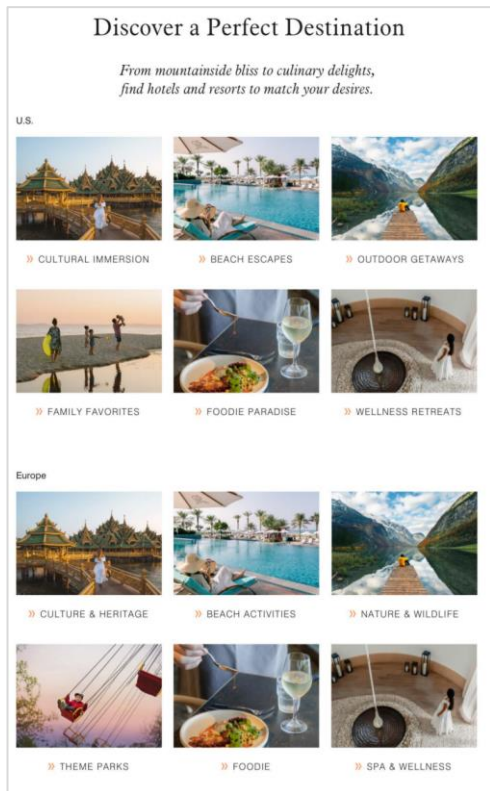 Discover a Perfect Destination
From mountainside bliss to culinary delights,
find hotels and resorts to match your desires.
U.S.
» CULTURAL IMMERSION
» BEACH ESCAPES
» OUTDOOR GETAWAYS
» FAMILY FAVORITES
» FOODIE PARADISE
» WELLNESS RETREATS
Europe
» CULTURE & HERITAGE
» BEACH ACTIVITIES
» NATURE & WILDLIFE
» THEME PARKS
» FOODIE
» SPA & WELLNESS